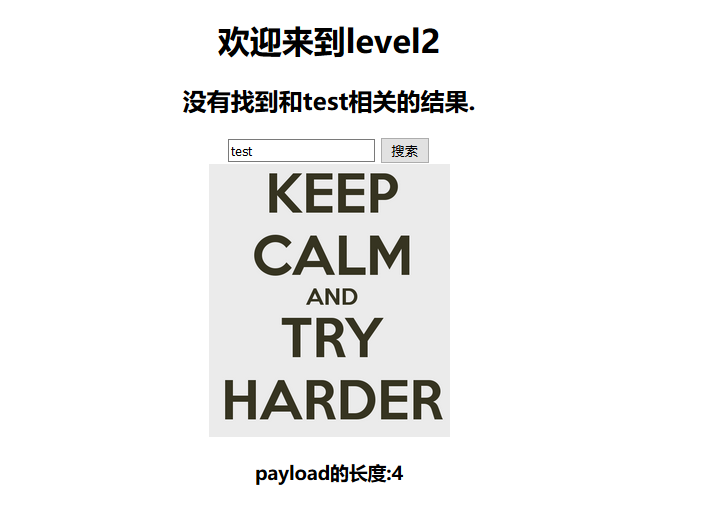 欢迎来到level2
没有找到和test相关的结果.
test 搜索
KEEP
CALM
AND
TRY
HARDER
payload的长度:4